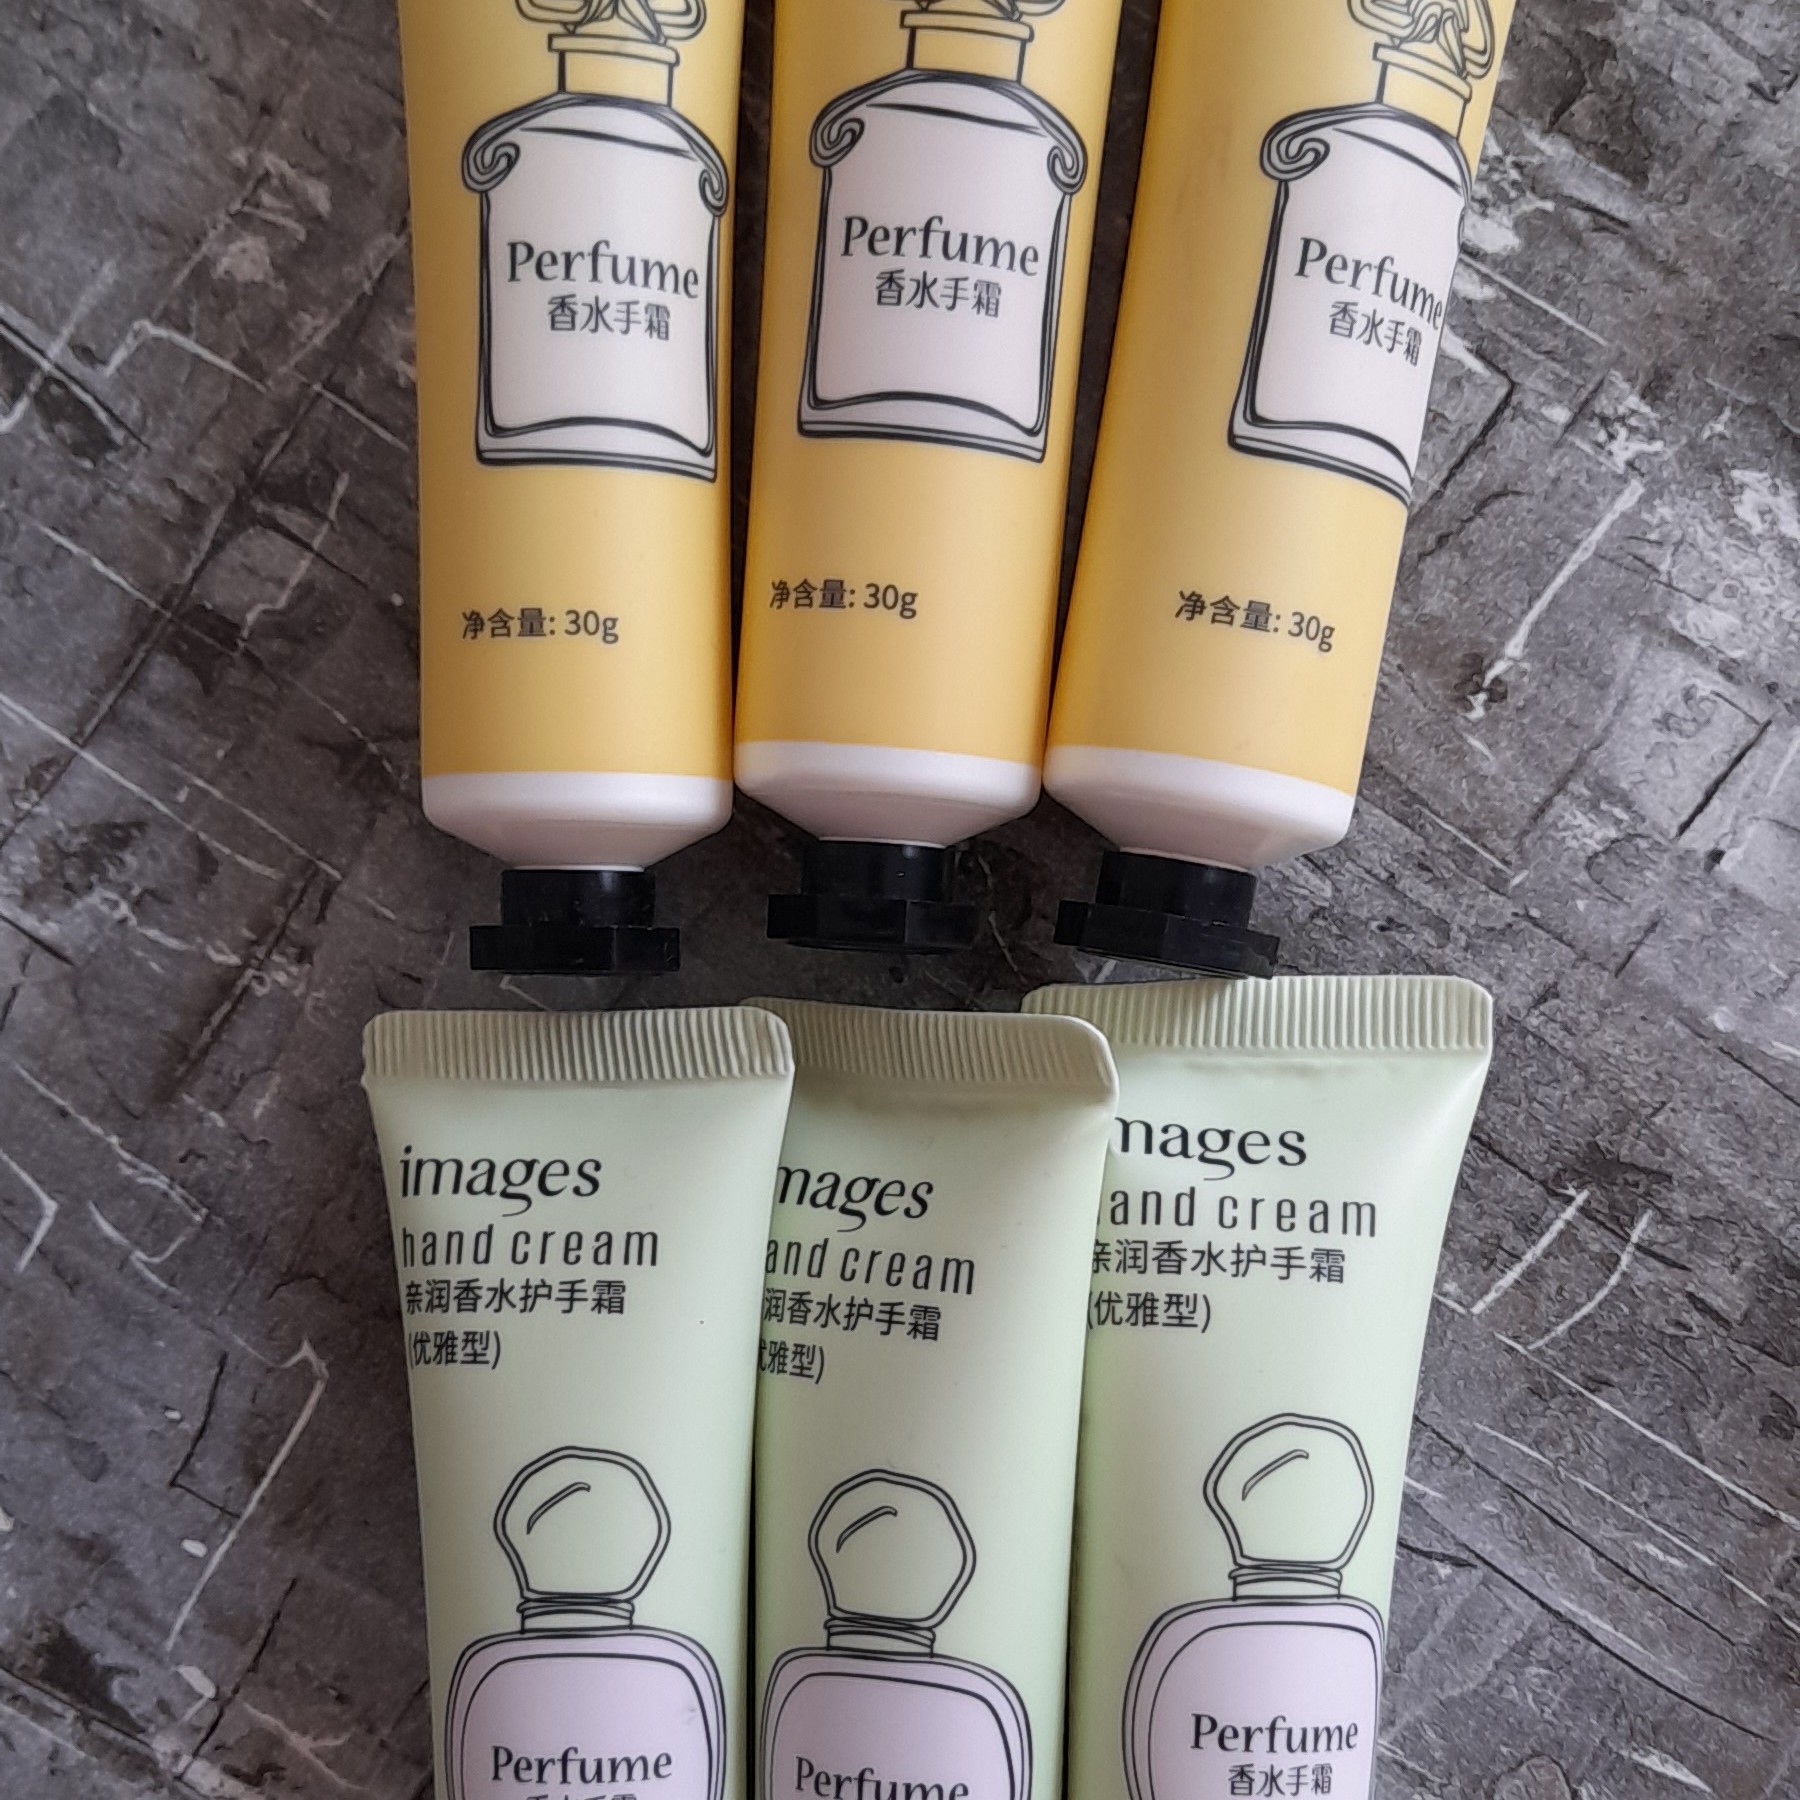 Perfume
香水手霜
净含量: 30g
Perfume
香水手霜
净含量: 30g
Perfume
香水手霜
净含量: 30g
images
hand cream
亲润香水护手霜
(优雅型)
Perfume
mages
and cream
润香水护手霜
优雅型)
Perfume
mages
and cream
亲润香水护手霜
(优雅型)
Perfume
香水手霜